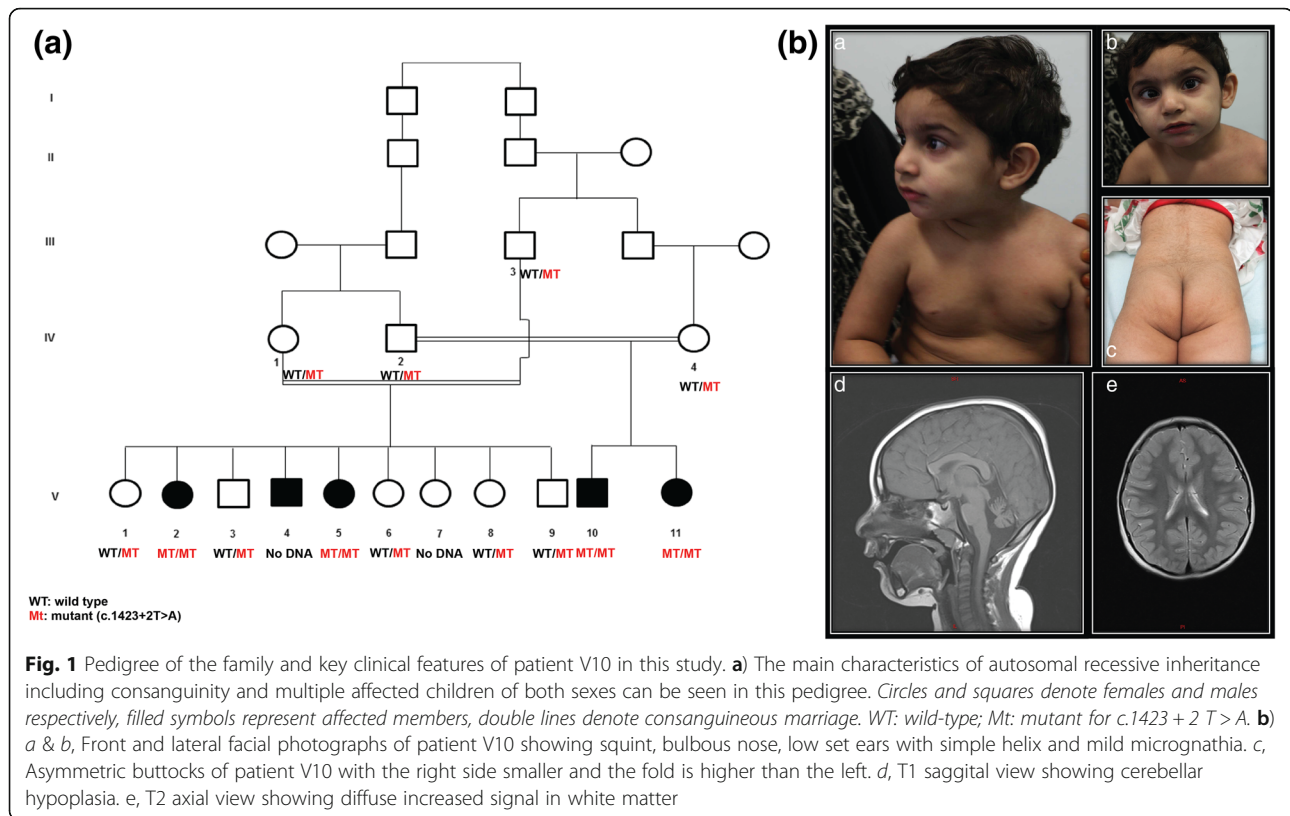 (a)
I
II
III
3 WT/MT
IV
1 2 4
WT/MT WT/MT WT/MT
V
1 2 3 4 5 6 7 8 9 10 11
WT/MT MT/MT WT/MT No DNA MT/MT WT/MT No DNA WT/MT WT/MT MT/MT MT/MT
WT: wild type
Mt: mutant (c.1423+2T>A)
(b)
a
b
c
d
e
Fig. 1 Pedigree of the family and key clinical features of patient V10 in this study. a) The main characteristics of autosomal recessive inheritance
including consanguinity and multiple affected children of both sexes can be seen in this pedigree. Circles and squares denote females and males
respectively, filled symbols represent affected members, double lines denote consanguineous marriage. WT: wild-type; Mt: mutant for c.1423 + 2 T > A. b)
a & b, Front and lateral facial photographs of patient V10 showing squint, bulbous nose, low set ears with simple helix and mild micrognathia. c,
Asymmetric buttocks of patient V10 with the right side smaller and the fold is higher than the left. d, T1 saggital view showing cerebellar
hypoplasia. e, T2 axial view showing diffuse increased signal in white matter